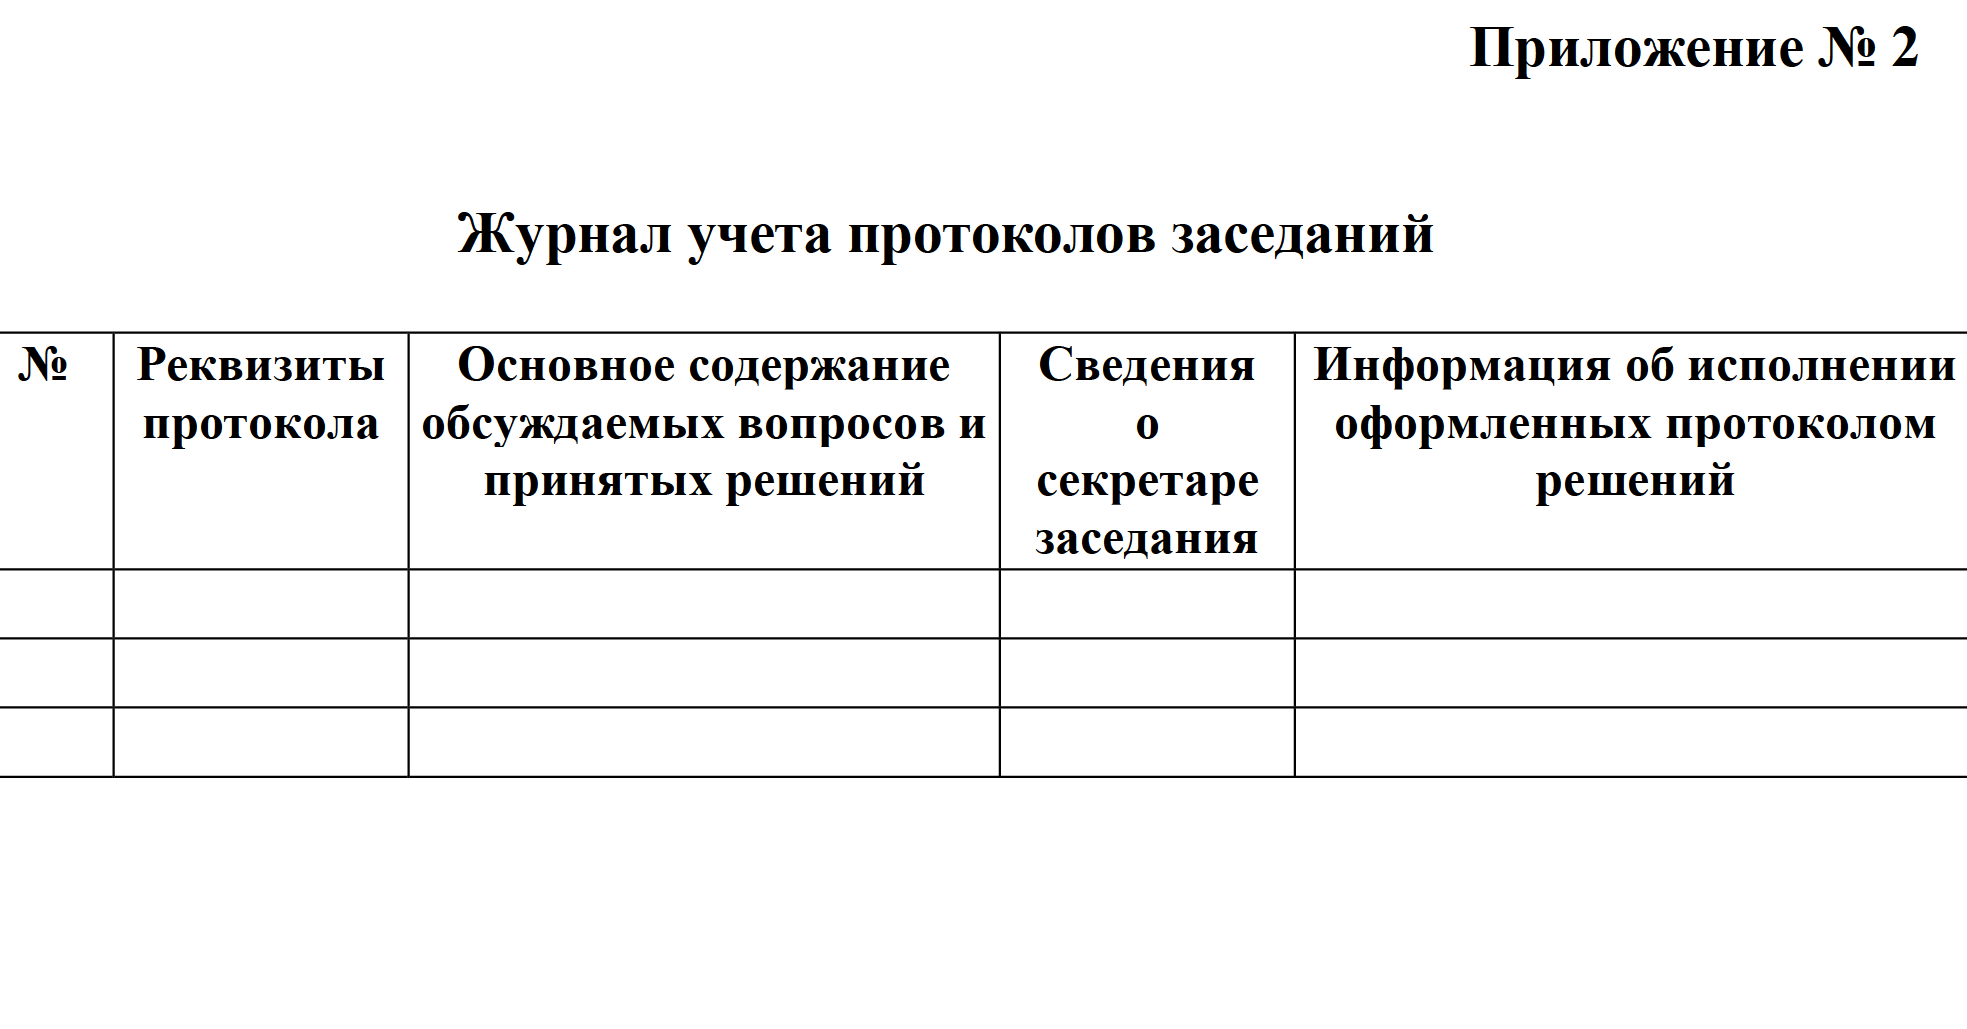 Приложение № 2
Журнал учета протоколов заседаний
№
Реквизиты
протокола
Основное содержание
обсуждаемых вопросов и
принятых решений
Сведения
о
секретаре
заседания
Информация об исполнении
оформленных протоколом
решений